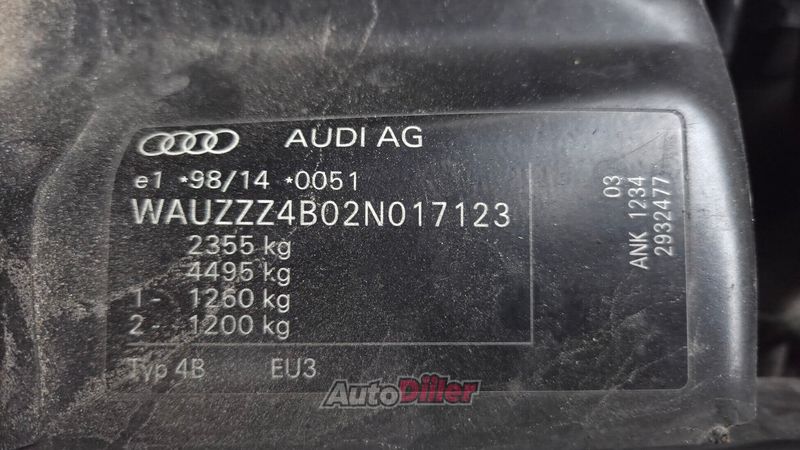 AUDI AG
e1 *98/14 *0051
WAUZZZ4B02N017123
2355 kg
4495 kg
1- 1260 kg
2- 1200 kg
Typ 4B EU3
03
ANK 1234
2932477
AutoDiller